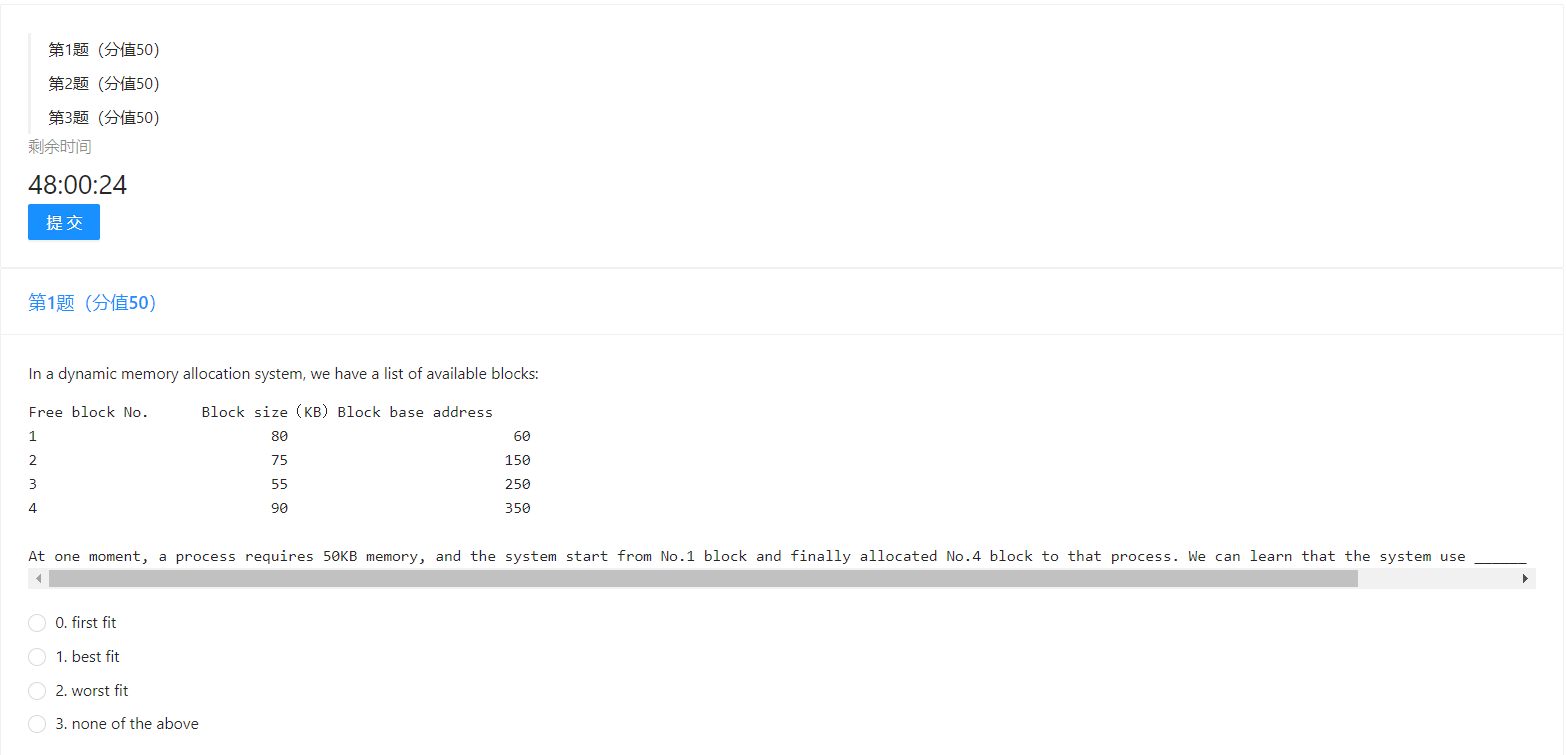 第1题（分值50）
第2题（分值50）
第3题（分值50）
剩余时间
48:00:24
提 交
第1题（分值50）
In a dynamic memory allocation system, we have a list of available blocks:
Free block No. Block size（KB）Block base address
1 80 60
2 75 150
3 55 250
4 90 350
At one moment, a process requires 50KB memory, and the system start from No.1 block and finally allocated No.4 block to that process. We can learn that the system use ______
0. first fit
1. best fit
2. worst fit
3. none of the above